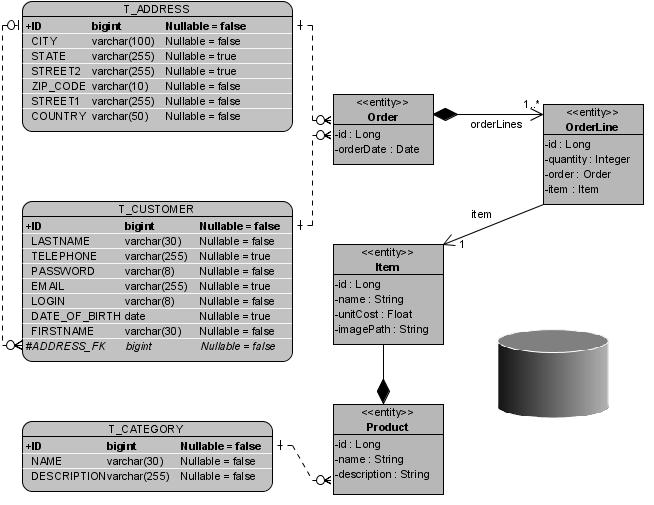 T_ADDRESS
+ID bigint Nullable = false
CITY varchar(100) Nullable = false
STATE varchar(255) Nullable = true
STREET2 varchar(255) Nullable = true
ZIP_CODE varchar(10) Nullable = false
STREET1 varchar(255) Nullable = false
COUNTRY varchar(50) Nullable = false
<<entity>>
Order
-id : Long
-orderDate : Date
1..*
orderLines
<<entity>>
OrderLine
-id : Long
-quantity : Integer
-order : Order
-item : Item
T_CUSTOMER
+ID bigint Nullable = false
LASTNAME varchar(30) Nullable = false
TELEPHONE varchar(255) Nullable = true
PASSWORD varchar(8) Nullable = false
EMAIL varchar(255) Nullable = true
LOGIN varchar(8) Nullable = false
DATE_OF_BIRTH date Nullable = true
FIRSTNAME varchar(30) Nullable = false
#ADDRESS_FK bigint Nullable = false
item
1
<<entity>>
Item
-id : Long
-name : String
-unitCost : Float
-imagePath : String
T_CATEGORY
+ID bigint Nullable = false
NAME varchar(30) Nullable = false
DESCRIPTION varchar(255) Nullable = false
<<entity>>
Product
-id : Long
-name : String
-description : String